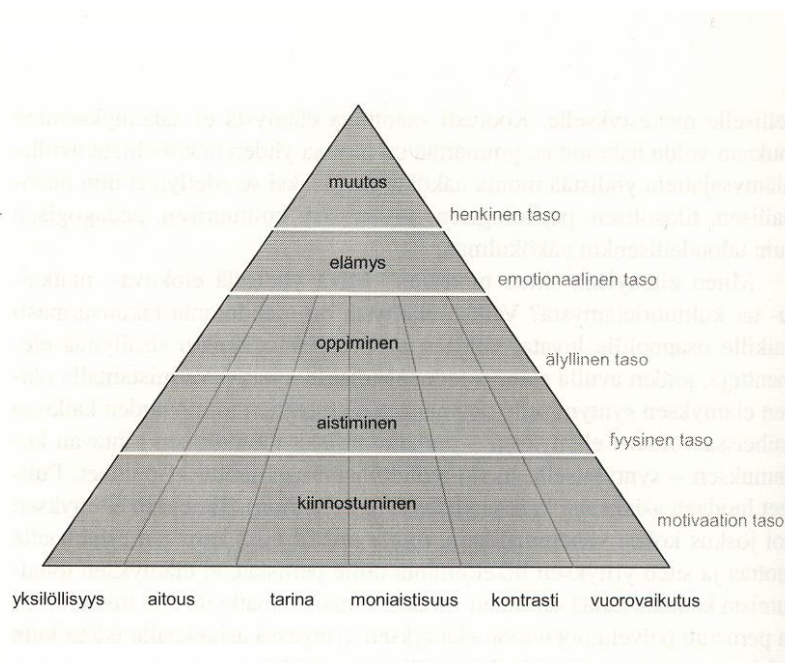 muutos
henkinen taso
elämys
emotionaalinen taso
oppiminen
älyllinen taso
aistiminen
fyysinen taso
kiinnostuminen
motivaation taso
yksilöllisyys aitous tarina moniaistisuus kontrasti vuorovaikutus